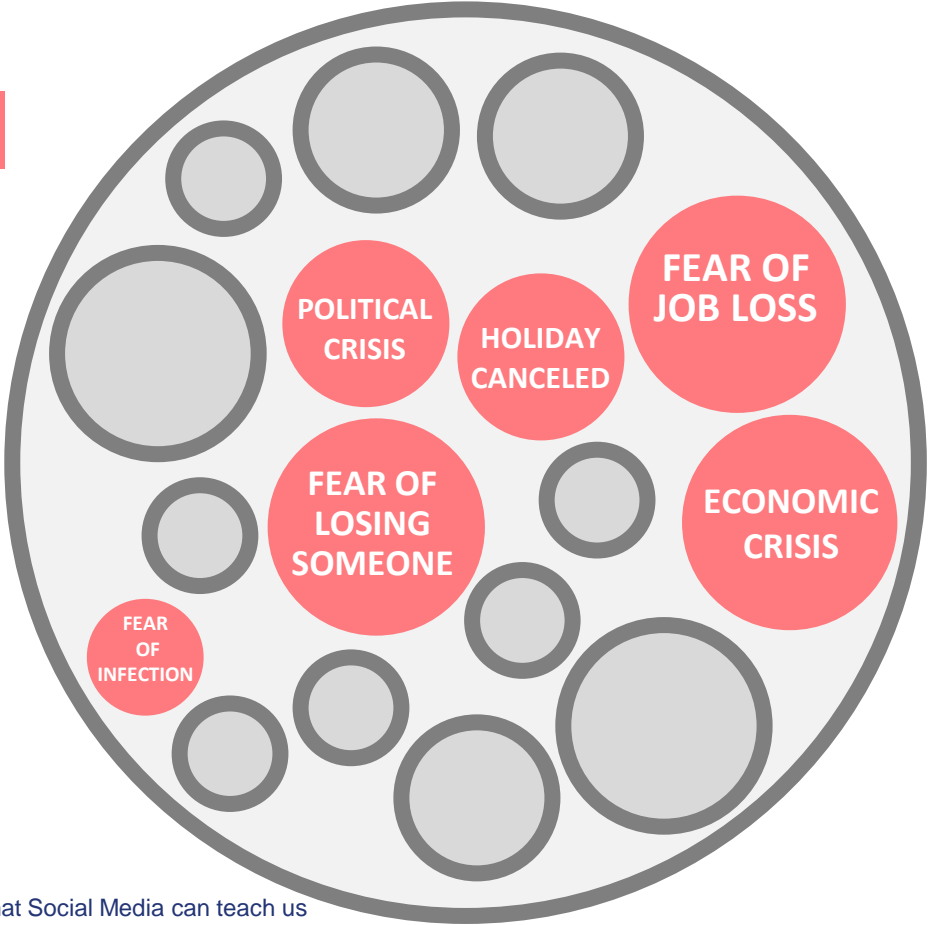 FEAR OF
JOB LOSS
POLITICAL
CRISIS
HOLIDAY
CANCELED
FEAR OF
LOSING
SOMEONE
ECONOMIC
CRISIS
FEAR
OF
INFECTION
Social Media can teach us